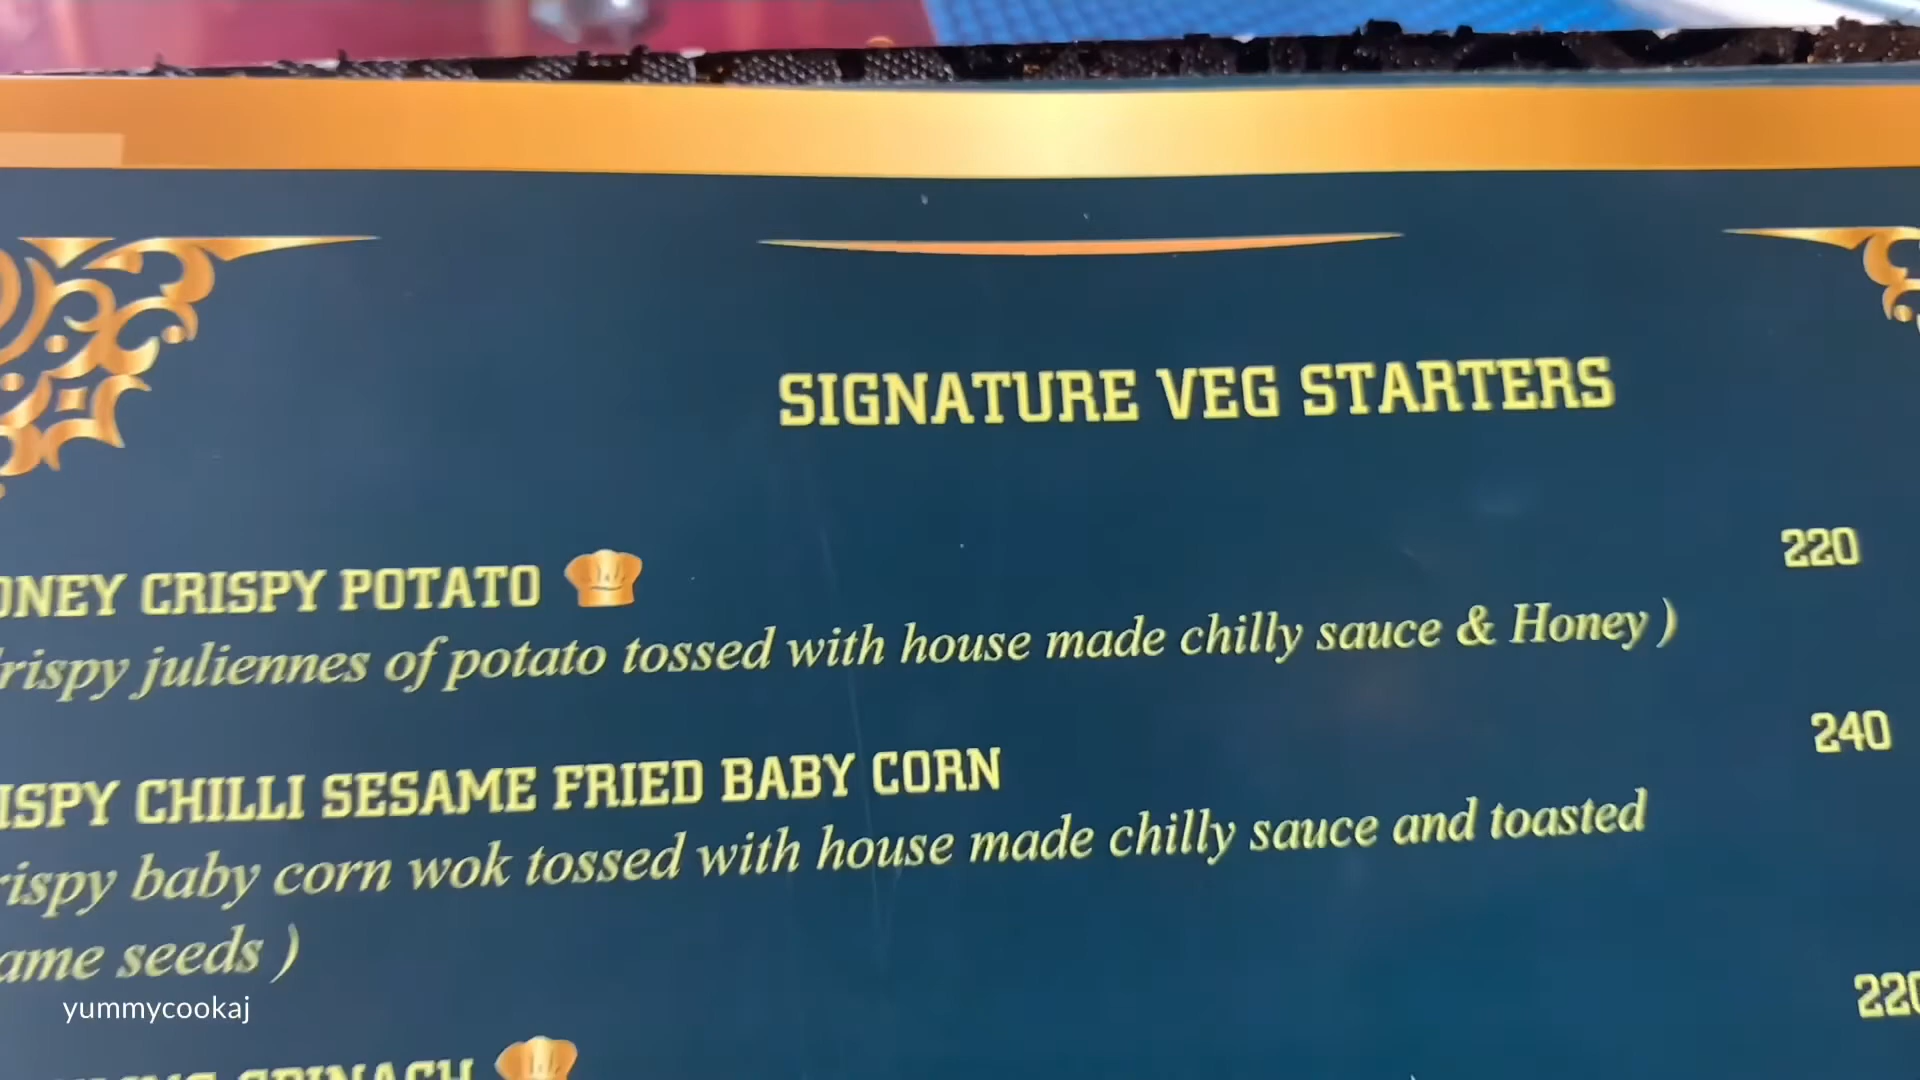 SIGNATURE VEG STARTERS
ONEY CRISPY POTATO 220
rispy juliennes of potato tossed with house made chilly sauce & Honey )
ISPY CHILLI SESAME FRIED BABY CORN 240
rispy baby corn wok tossed with house made chilly sauce and toasted
ame seeds )
220
SPINACH
yummycookaj